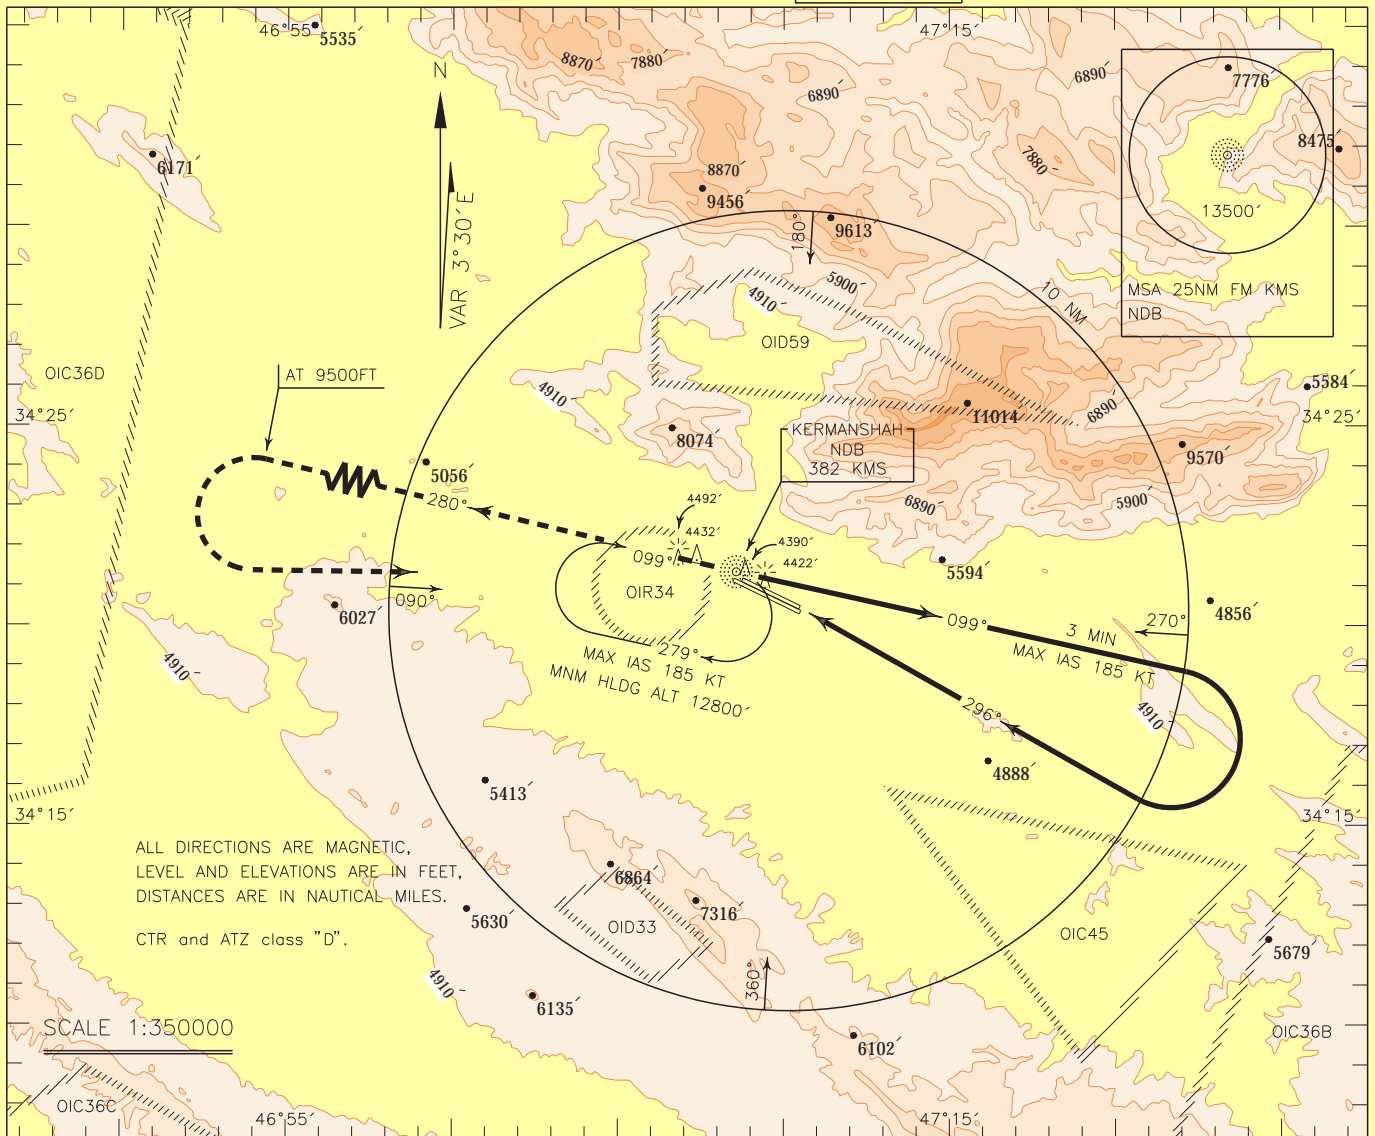 46°55´
5535´
47°15´
8870´
7880´
6890´
6890´
7776´
N
8475´
6171´
7880´
8870´
9456´
13500´
VAR 3°30´E
180°
9613´
5900´
4910´
10 NM
MSA 25NM FM KMS
NDB
OID59
OIC36D
AT 9500FT
5584´
34°25´
4910´
6890´
11014´
34°25´
KERMANSHAH
NDB
382 KMS
8074´
9570´
5056´
280°
6890´
5900´
4492´
4432´
4390´
4422´
099°
5594´
OIR34
090°
6027´
4856´
099°
3 MIN
270°
MAX IAS 185 KT
4910´
279°
MAX IAS 185 KT
MNM HLDG ALT 12800´
296°
4910´
4888´
5413´
34°15´
34°15´
ALL DIRECTIONS ARE MAGNETIC,
LEVEL AND ELEVATIONS ARE IN FEET,
DISTANCES ARE IN NAUTICAL MILES.
CTR and ATZ class "D".
6864´
7316´
5630´
OID33
OIC45
5679´
4910´
360°
6135´
SCALE 1:350000
6102´
OIC36B
OIC36C
46°55´
47°15´